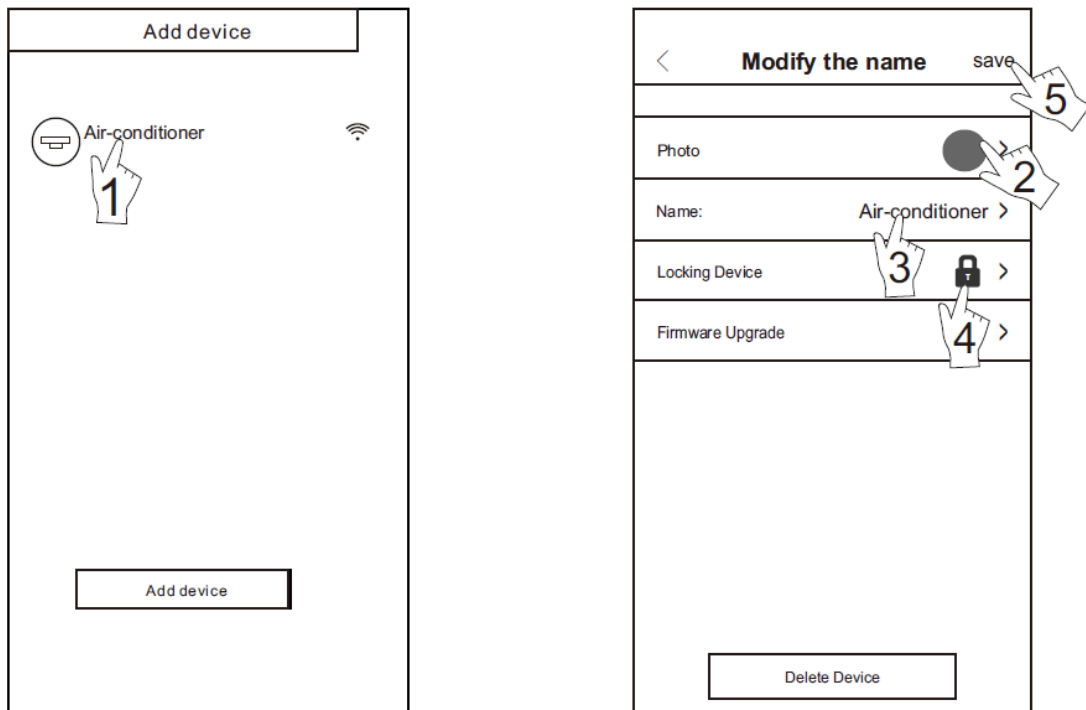 Add device
Air-conditioner
1
Add device
< Modify the name save
5
Photo >
2
Name: Air-conditioner >
3
Locking Device T >
4
Firmware Upgrade >
Delete Device